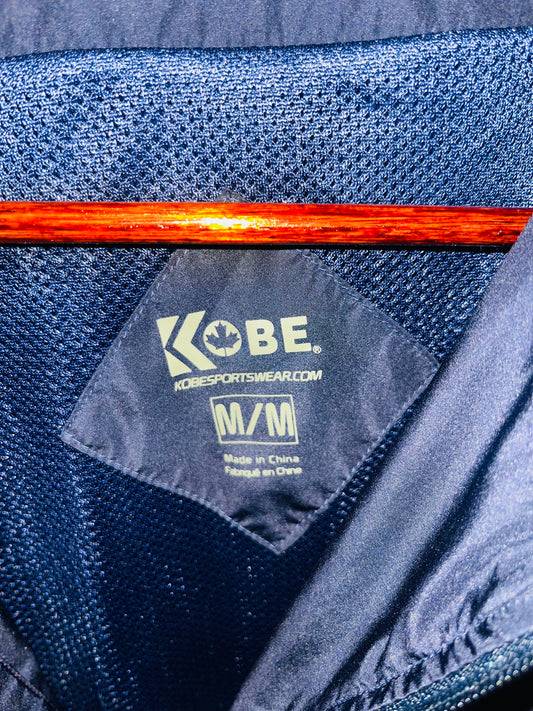 KOBE®
KOBESPORTSWEAR.COM
M/M
Made in China
Fabriqué en Chine